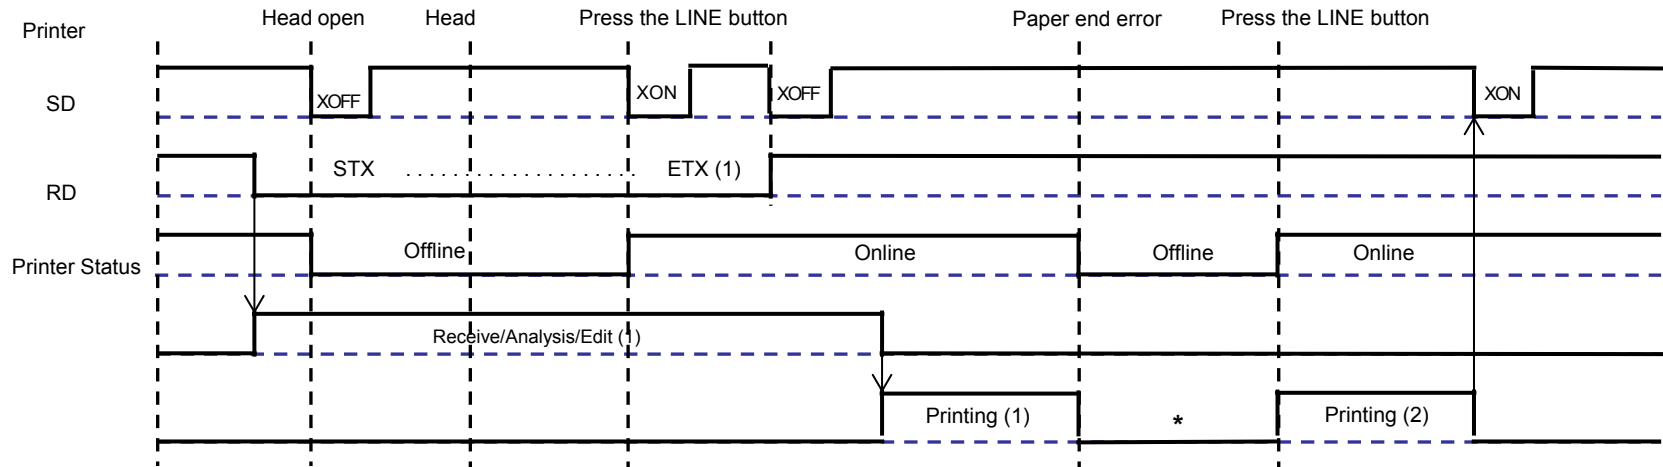 Printer
Head open
Head
Press the LINE button
Paper end error
Press the LINE button
SD
XOFF
XON
XOFF
XON
RD
STX ...................... ETX (1)
Printer Status
Offline
Online
Offline
Online
Receive/Analysis/Edit (1)
Printing (1)
*
Printing (2)